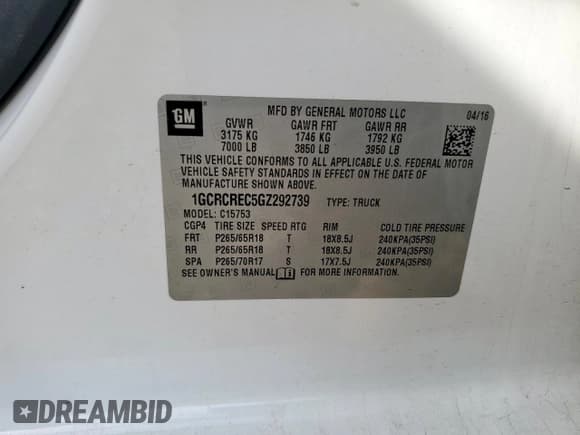 GM ®
MFD BY GENERAL MOTORS LLC 04/16
GVWR GAWR FRT GAWR RR
3175 KG 1746 KG 1792 KG
7000 LB 3850 LB 3950 LB
THIS VEHICLE CONFORMS TO ALL APPLICABLE U.S. FEDERAL MOTOR
VEHICLE SAFETY STANDARDS IN EFFECT ON THE DATE OF
MANUFACTURE SHOWN ABOVE.
1GCRCREC5GZ292739 TYPE: TRUCK
MODEL: C15753
CGP4 TIRE SIZE SPEED RTG RIM COLD TIRE PRESSURE
FRT P265/65R18 T 18X8.5J 240KPA(35PSI)
RR P265/65R18 T 18X8.5J 240KPA(35PSI)
SPA P265/70R17 S 17X7.5J 240KPA(35PSI)
SEE OWNER'S MANUAL FOR MORE INFORMATION.
DREAMBID